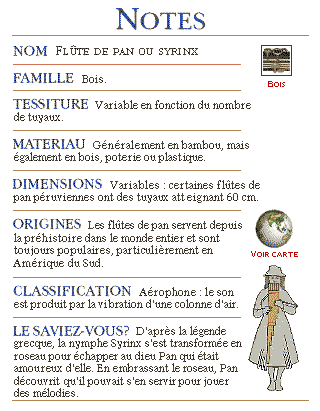 NOTES
NOM FLÛTE DE PAN OU SYRINX
FAMILLE Bois.
BOIS
TESSITURE Variable en fonction du nombre
de tuyaux.
MATERIAU Généralement en bambou, mais
également en bois, poterie ou plastique.
DIMENSIONS Variables : certaines flûtes de
pan péruviennes ont des tuyaux atteignant 60 cm.
ORIGINES Les flûtes de pan servent depuis
la préhistoire dans le monde entier et sont
toujours populaires, particulièrement en
Amérique du Sud.
VOIR CARTE
CLASSIFICATION Aérophone : le son
est produit par la vibration d'une colonne d'air.
LE SAVIEZ-VOUS? D'après la légende
grecque, la nymphe Syrinx s'est transformée en
roseau pour échapper au dieu Pan qui était
amoureux d'elle. En embrassant le roseau, Pan
découvrit qu'il pouvait s'en servir pour jouer
des mélodies.